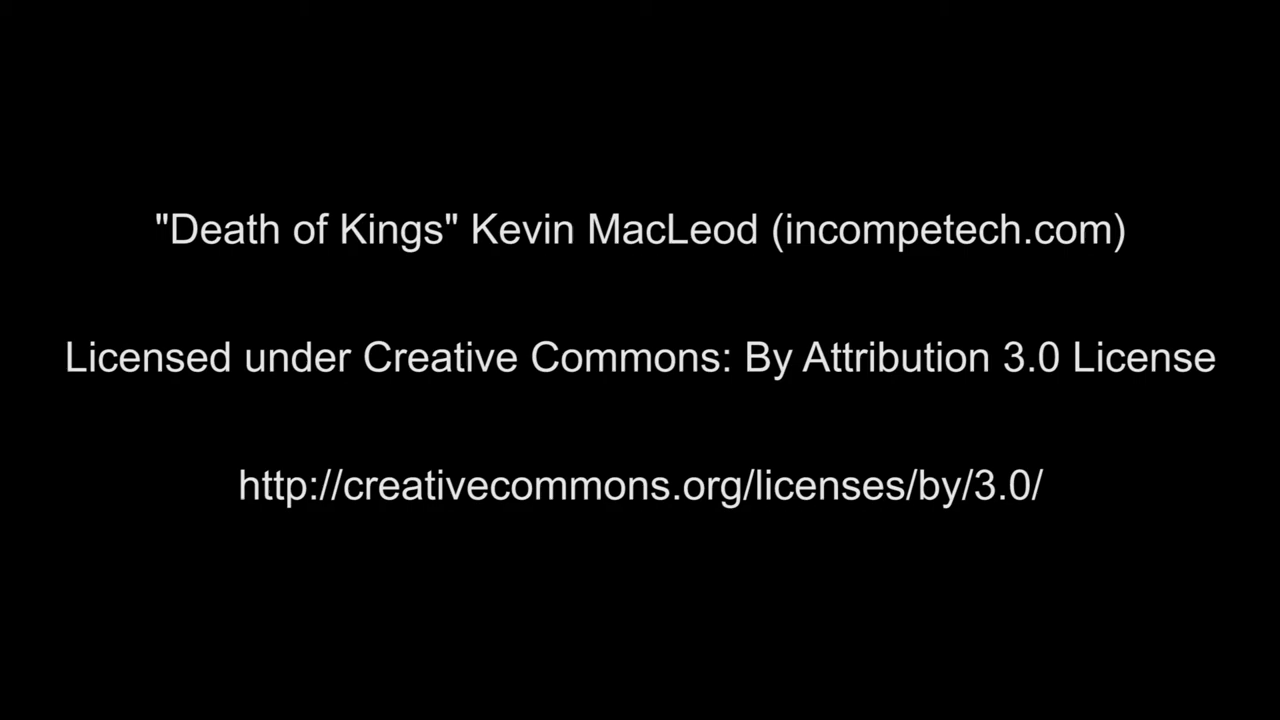 "Death of Kings" Kevin MacLeod (incompetech.com)
Licensed under Creative Commons: By Attribution 3.0 License
http://creativecommons.org/licenses/by/3.0/